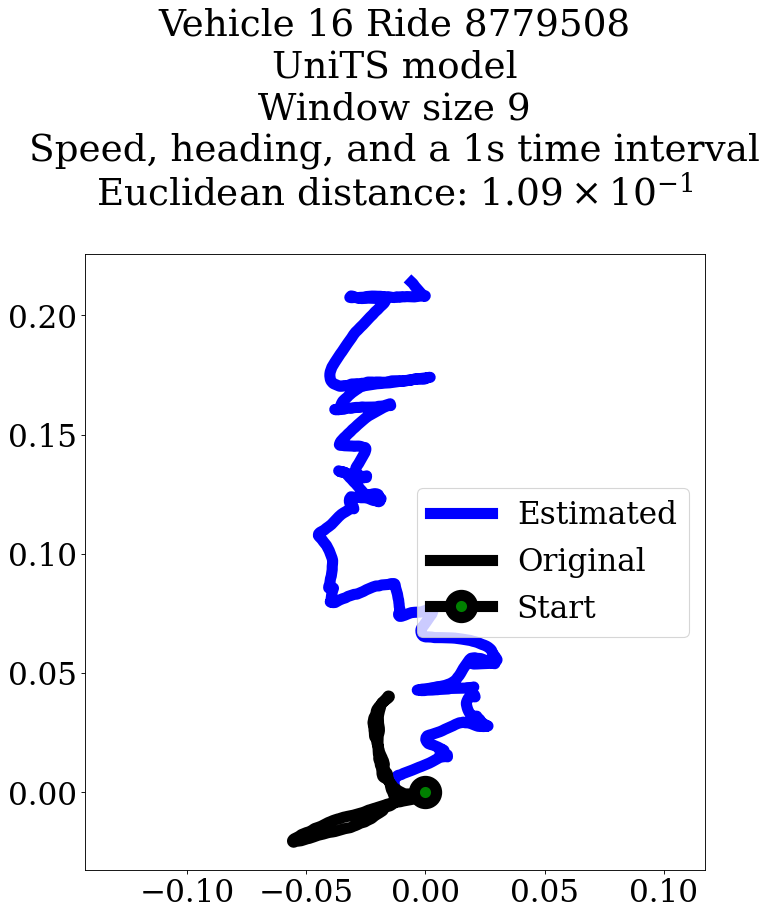 Vehicle 16 Ride 8779508
UniTS model
Window size 9
Speed, heading, and a 1s time interval
Euclidean distance: 1.09 × 10⁻¹
0.20
0.15
0.10
0.05
0.00
Estimated
Original
Start
−0.10 −0.05 0.00 0.05 0.10